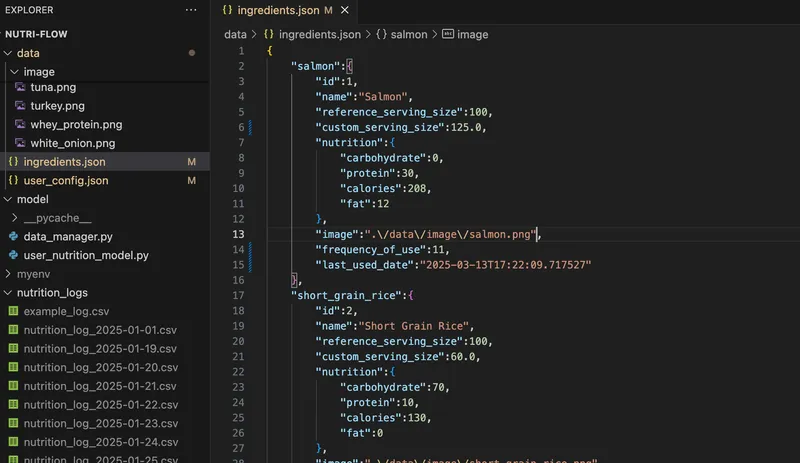 EXPLORER
NUTRI-FLOW
data
image
tuna.png
turkey.png
whey_protein.png
white_onion.png
{} ingredients.json M
{} user_config.json M
model
__pycache__
data_manager.py
user_nutrition_model.py
myenv
nutrition_logs
example_log.csv
nutrition_log_2025-01-01.csv
nutrition_log_2025-01-19.csv
nutrition_log_2025-01-20.csv
nutrition_log_2025-01-21.csv
nutrition_log_2025-01-22.csv
nutrition_log_2025-01-23.csv
nutrition_log_2025-01-24.csv
nutrition_log_2025-01-25.csv
{} ingredients.json M
data > {} ingredients.json > {} salmon > abc image
1 {
2 "salmon":{
3 "id":1,
4 "name":"Salmon",
5 "reference_serving_size":100,
6 "custom_serving_size":125.0,
7 "nutrition":{
8 "carbohydrate":0,
9 "protein":30,
10 "calories":208,
11 "fat":12
12 },
13 "image":".\/data\/image\/salmon.png",
14 "frequency_of_use":11,
15 "last_used_date":"2025-03-13T17:22:09.717527"
16 },
17 "short_grain_rice":{
18 "id":2,
19 "name":"Short Grain Rice",
20 "reference_serving_size":100,
21 "custom_serving_size":60.0,
22 "nutrition":{
23 "carbohydrate":70,
24 "protein":10,
25 "calories":130,
26 "fat":0
27 },
28 "image":".\/data\/image\/short_grain_rice.png"